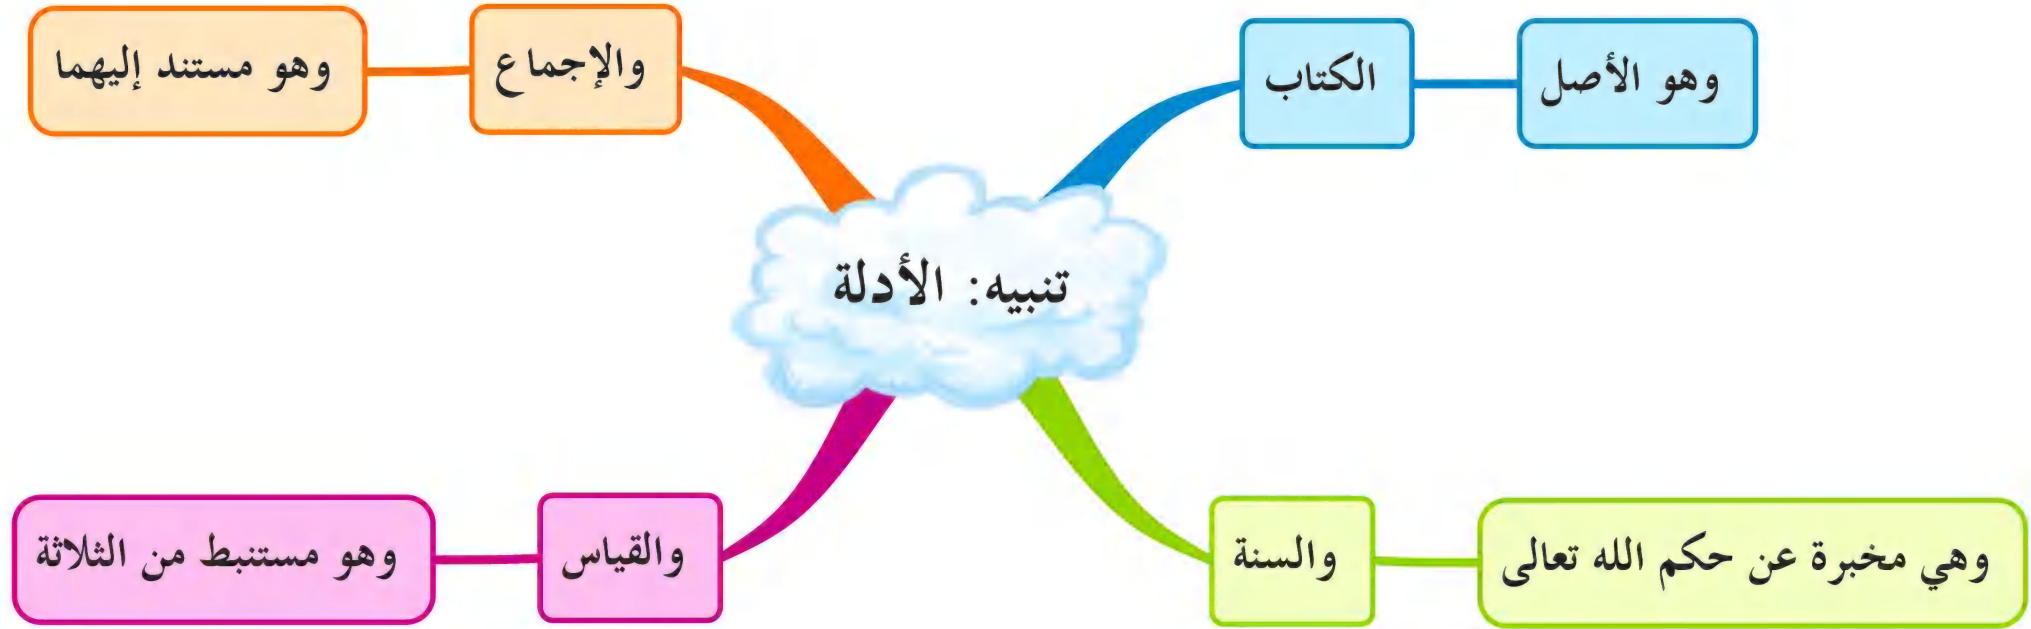 تنبيه: الأدلة
الكتاب
وهو الأصل
والسنة
وهي مخبرة عن حكم الله تعالى
والإجماع
وهو مستند إليهما
والقياس
وهو مستنبط من الثلاثة